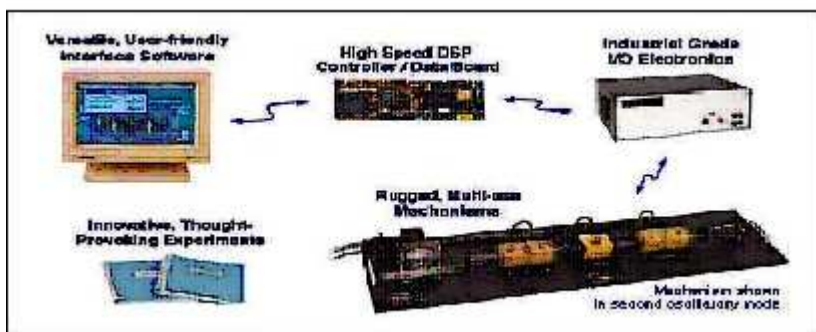 Versatile, User-friendly
Interface Software
High Speed DSP
Controller / Data Board
Industrial Grade
I/O Electronics
Rugged, Multi-use
Mechanisms
Innovative, Thought-
Provoking Experiments
Mechanism shown
in second oscillatory mode